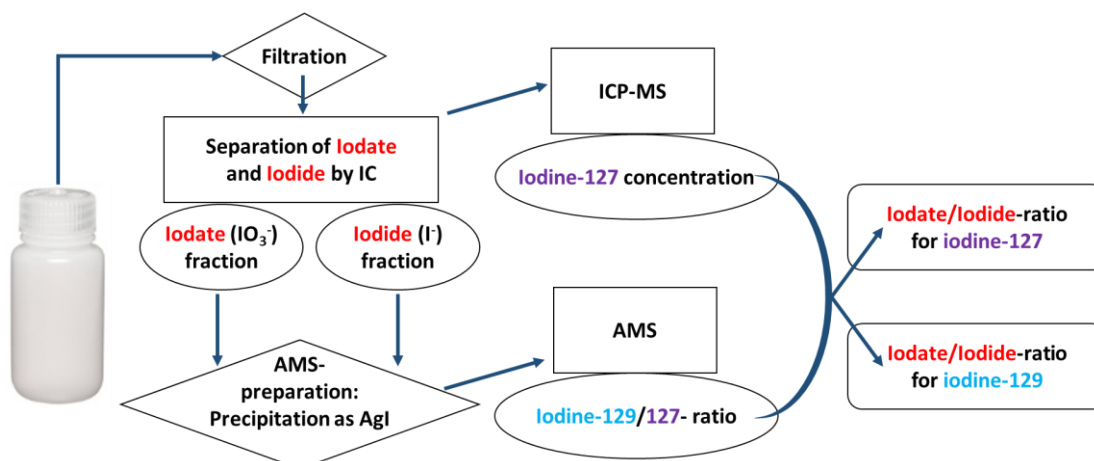 Filtration
ICP-MS
Separation of Iodate
and Iodide by IC
Iodine-127 concentration
Iodate (IO₃⁻)
fraction
Iodide (I⁻)
fraction
Iodate/Iodide-ratio
for iodine-127
AMS
Iodate/Iodide-ratio
for iodine-129
AMS-
preparation:
Precipitation as AgI
Iodine-129/127- ratio